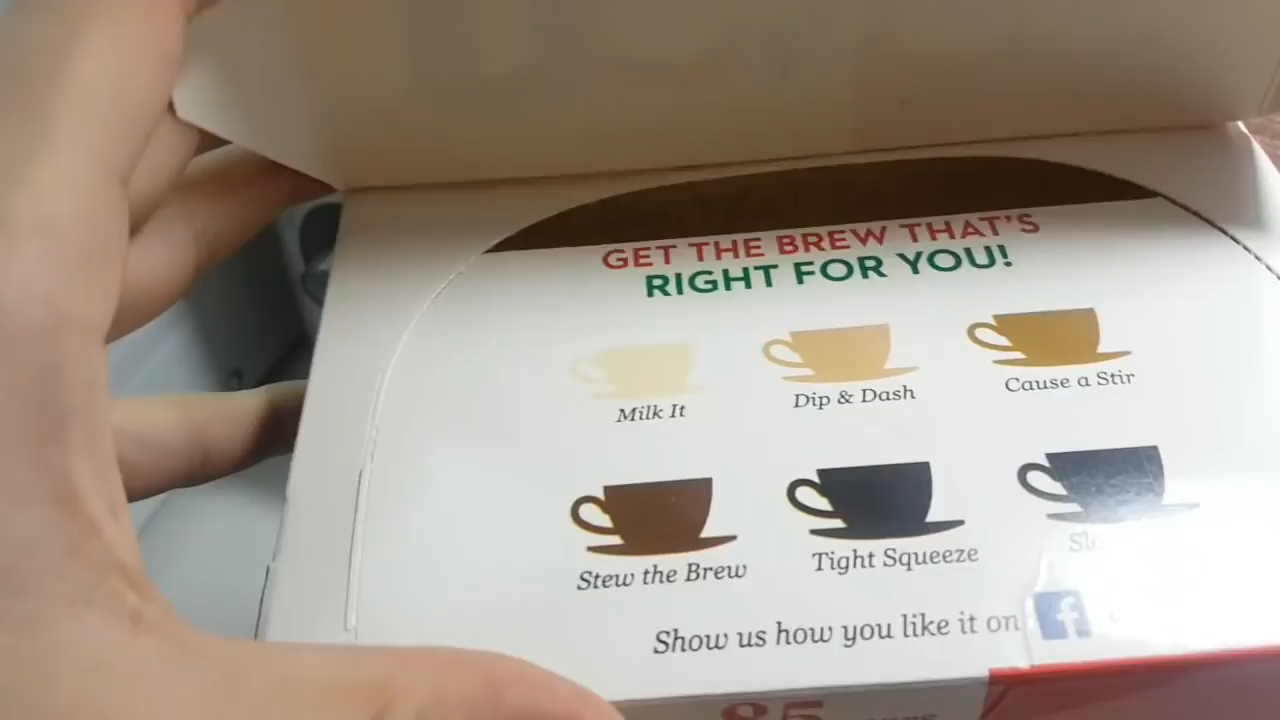 GET THE BREW THAT'S
RIGHT FOR YOU!
Milk It
Dip & Dash
Cause a Stir
Stew the Brew
Tight Squeeze
Show us how you like it on f
85